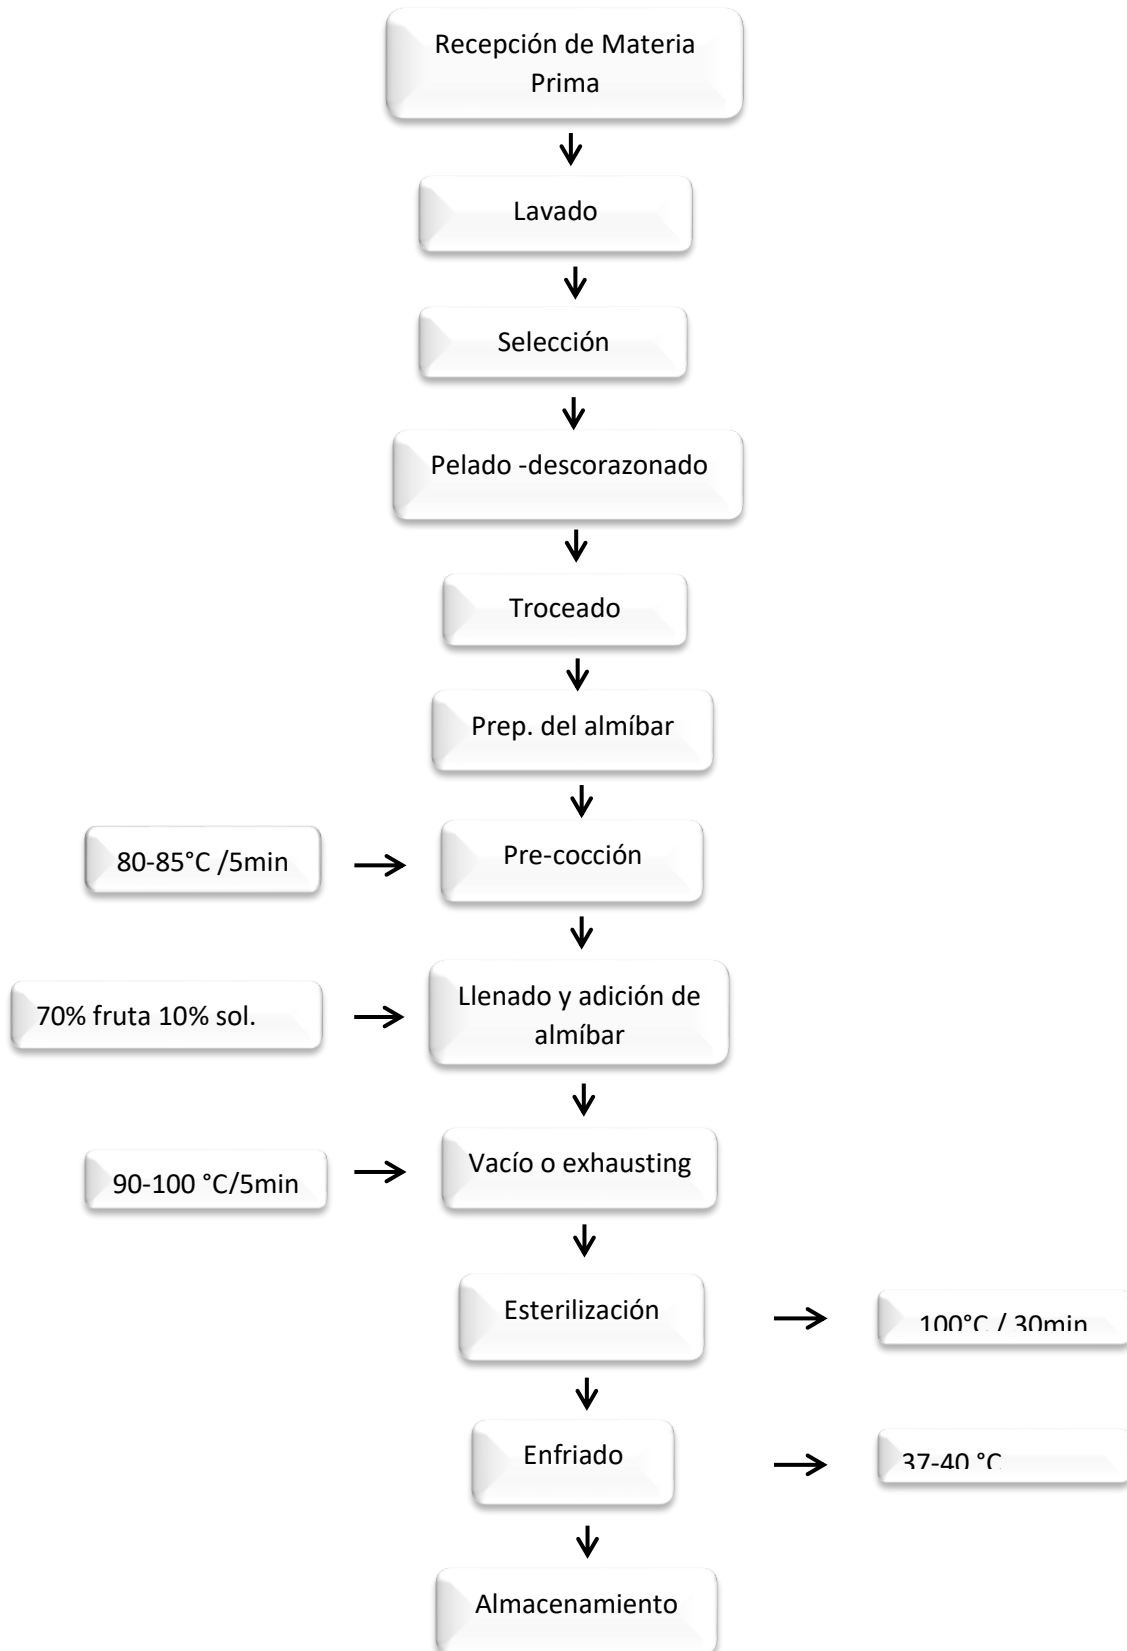 Recepción de Materia
Prima
Lavado
Selección
Pelado -descorazonado
Troceado
Prep. del almíbar
80-85°C /5min
Pre-cocción
70% fruta 10% sol.
Llenado y adición de
almíbar
90-100 °C/5min
Vacío o exhausting
Esterilización
100°C / 30min
Enfriado
37-40 °C
Almacenamiento